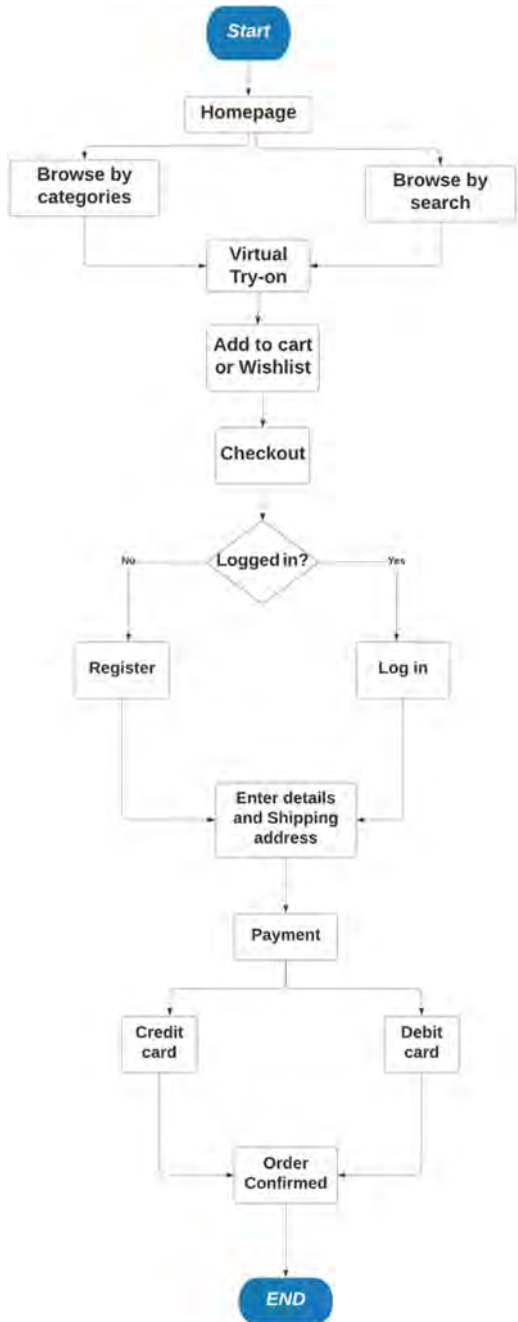 Start
Homepage
Browse by
categories
Browse by
search
Virtual
Try-on
Add to cart
or Wishlist
Checkout
Logged in?
No
Yes
Register
Log in
Enter details
and Shipping
address
Payment
Credit
card
Debit
card
Order
Confirmed
END